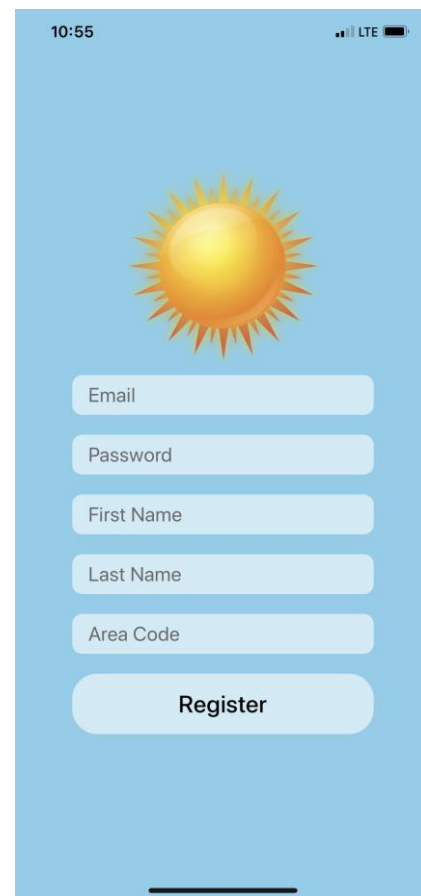 10:55 LTE
Email
Password
First Name
Last Name
Area Code
Register